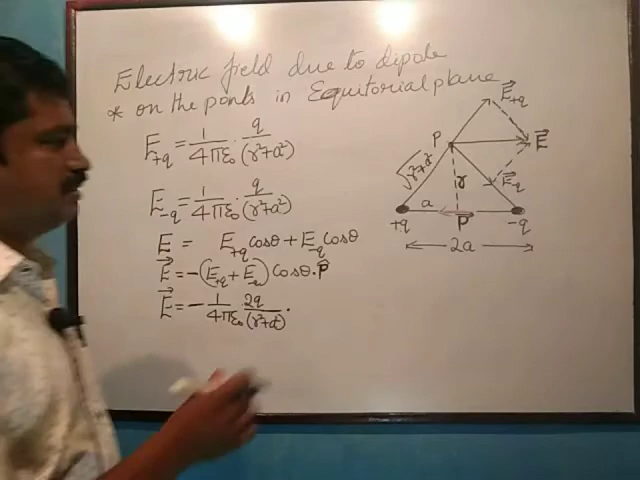 Electric field due to dipole
* on the points in Equitorial plane
E₊q = 1/4πε₀ · q/(r²+a²)
E₋q = 1/4πε₀ · q/(r²+a²)
E = E₊q cosθ + E₋q cosθ
E⃗ = -(E₊q + E₋q) cosθ · P̂
E⃗ = - 1/4πε₀ 2q/(r²+a²) ·
E⃗₊q
P
E⃗
√r²+a²
r
E⃗₋q
a
+q
P⃗
-q
2a